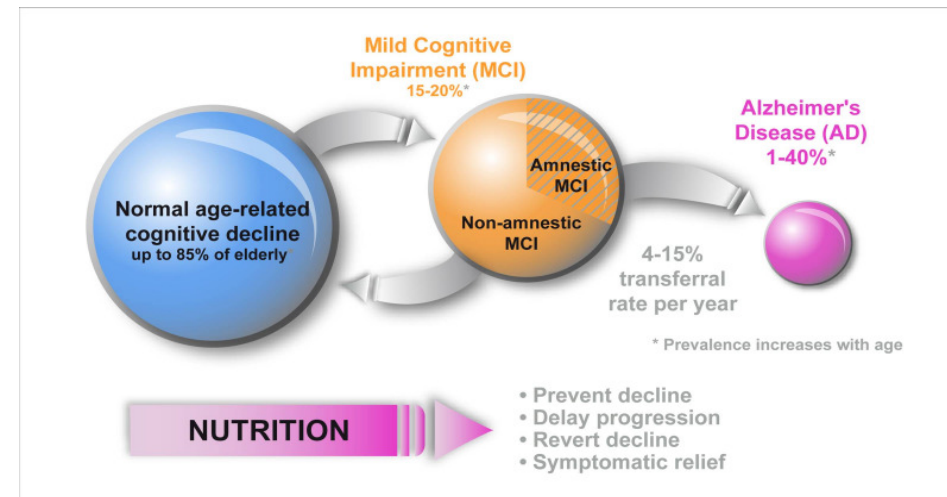 Mild Cognitive
Impairment (MCI)
15-20%*
Alzheimer's
Disease (AD)
1-40%*
Amnestic
MCI
Normal age-related
cognitive decline
up to 85% of elderly
Non-amnestic
MCI
4-15%
transferral
rate per year
* Prevalence increases with age
NUTRITION
• Prevent decline
• Delay progression
• Revert decline
• Symptomatic relief